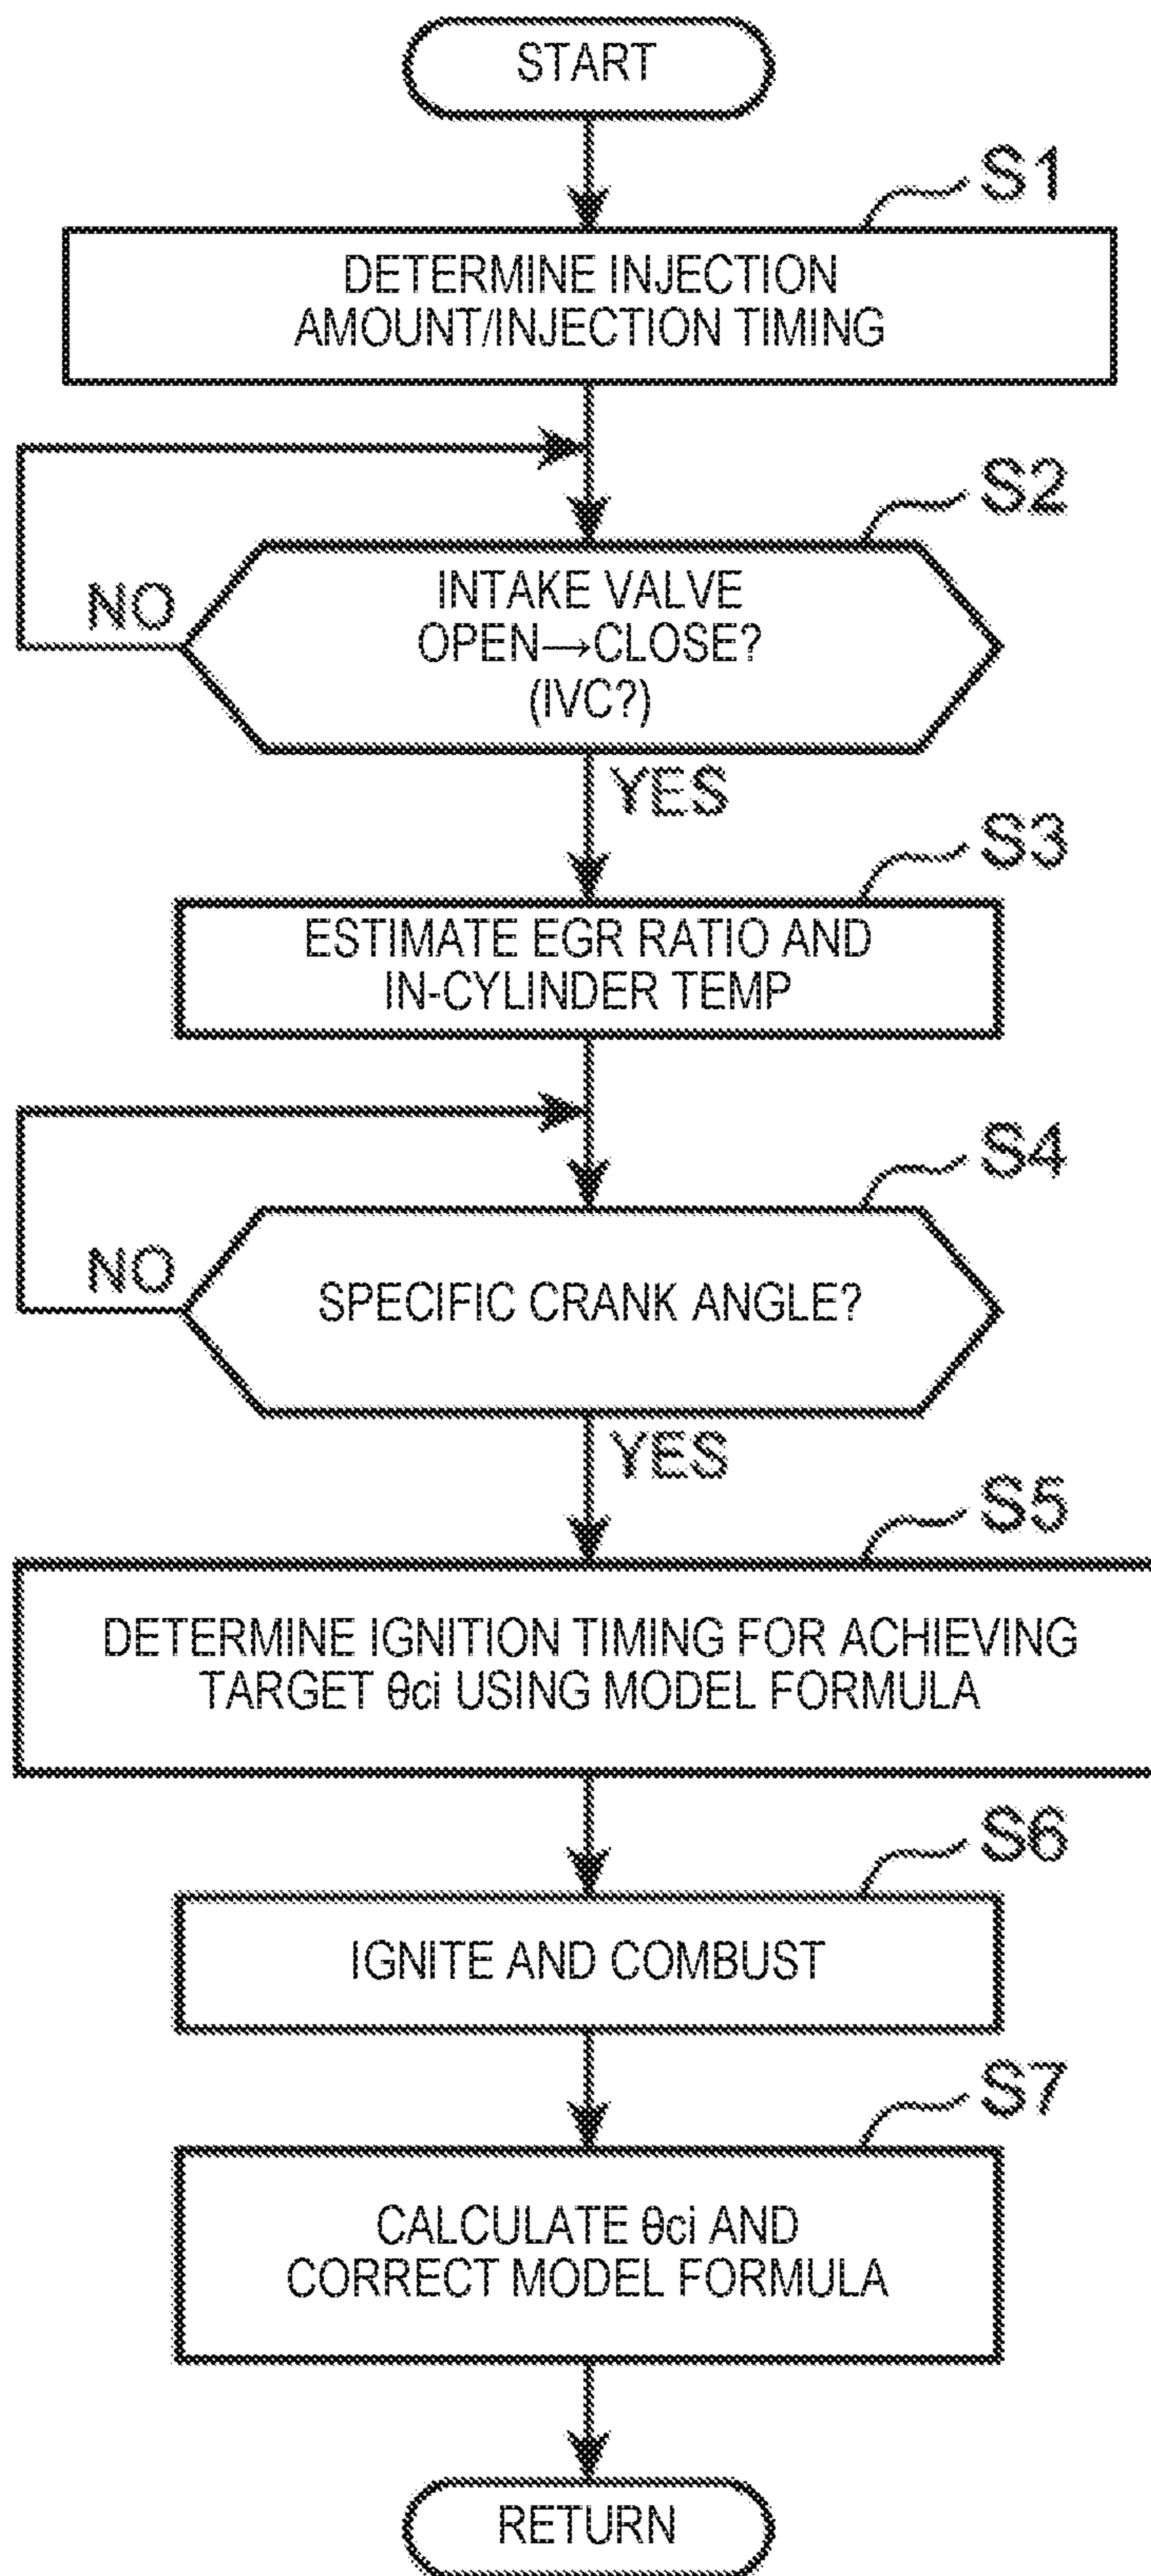 START
S1
DETERMINE INJECTION
AMOUNT/INJECTION TIMING
S2
INTAKE VALVE
OPEN→CLOSE?
(IVC?)
NO
YES
S3
ESTIMATE EGR RATIO AND
IN-CYLINDER TEMP
S4
SPECIFIC CRANK ANGLE?
NO
YES
S5
DETERMINE IGNITION TIMING FOR ACHIEVING
TARGET θci USING MODEL FORMULA
S6
IGNITE AND COMBUST
S7
CALCULATE θci AND
CORRECT MODEL FORMULA
RETURN